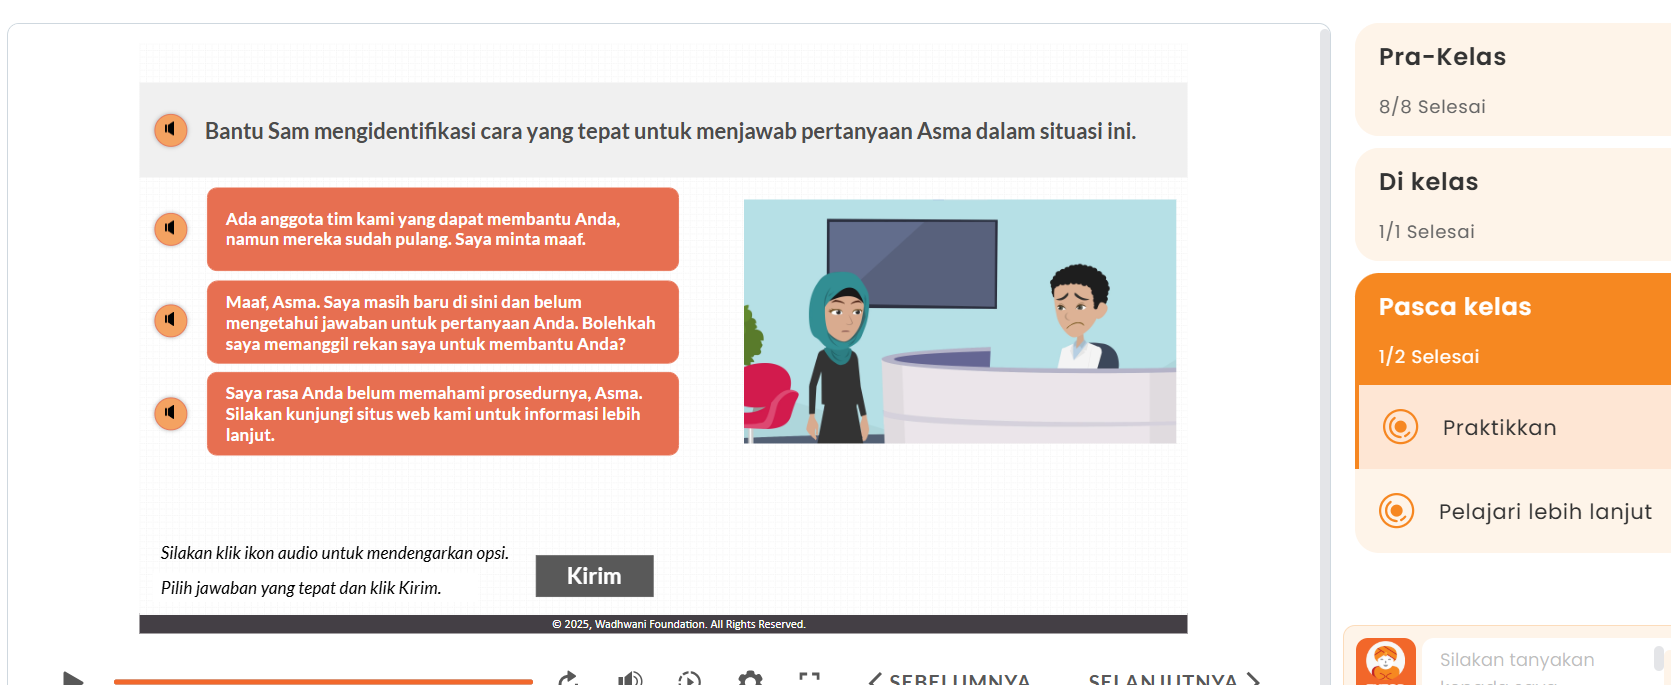 Bantu Sam mengidentifikasi cara yang tepat untuk menjawab pertanyaan Asma dalam situasi ini.
Ada anggota tim kami yang dapat membantu Anda,
namun mereka sudah pulang. Saya minta maaf.
Maaf, Asma. Saya masih baru di sini dan belum
mengetahui jawaban untuk pertanyaan Anda. Bolehkah
saya memanggil rekan saya untuk membantu Anda?
Saya rasa Anda belum memahami prosedurnya, Asma.
Silakan kunjungi situs web kami untuk informasi lebih
lanjut.
Silakan klik ikon audio untuk mendengarkan opsi.
Pilih jawaban yang tepat dan klik Kirim.
Kirim
© 2025, Wadhwani Foundation. All Rights Reserved.
SEBELUMNYA
SELANJUTNYA
Pra-Kelas
8/8 Selesai
Di kelas
1/1 Selesai
Pasca kelas
1/2 Selesai
Praktikkan
Pelajari lebih lanjut
Silakan tanyakan